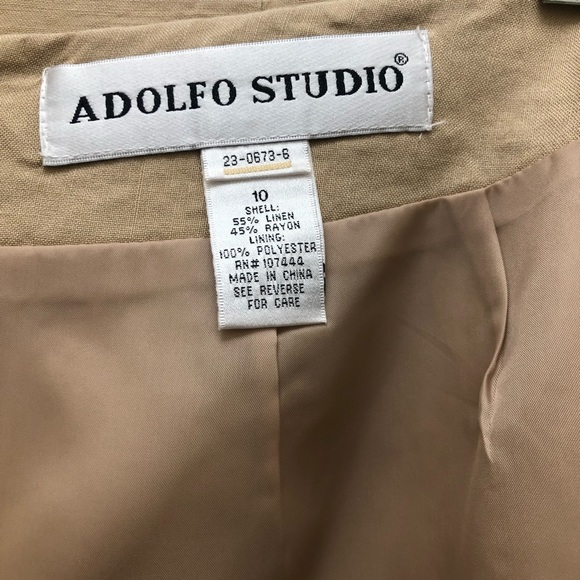 ADOLFO STUDIO®
23-0673-6
10
SHELL:
55% LINEN
45% RAYON
LINING:
100% POLYESTER
RN# 107444
MADE IN CHINA
SEE REVERSE
FOR CARE